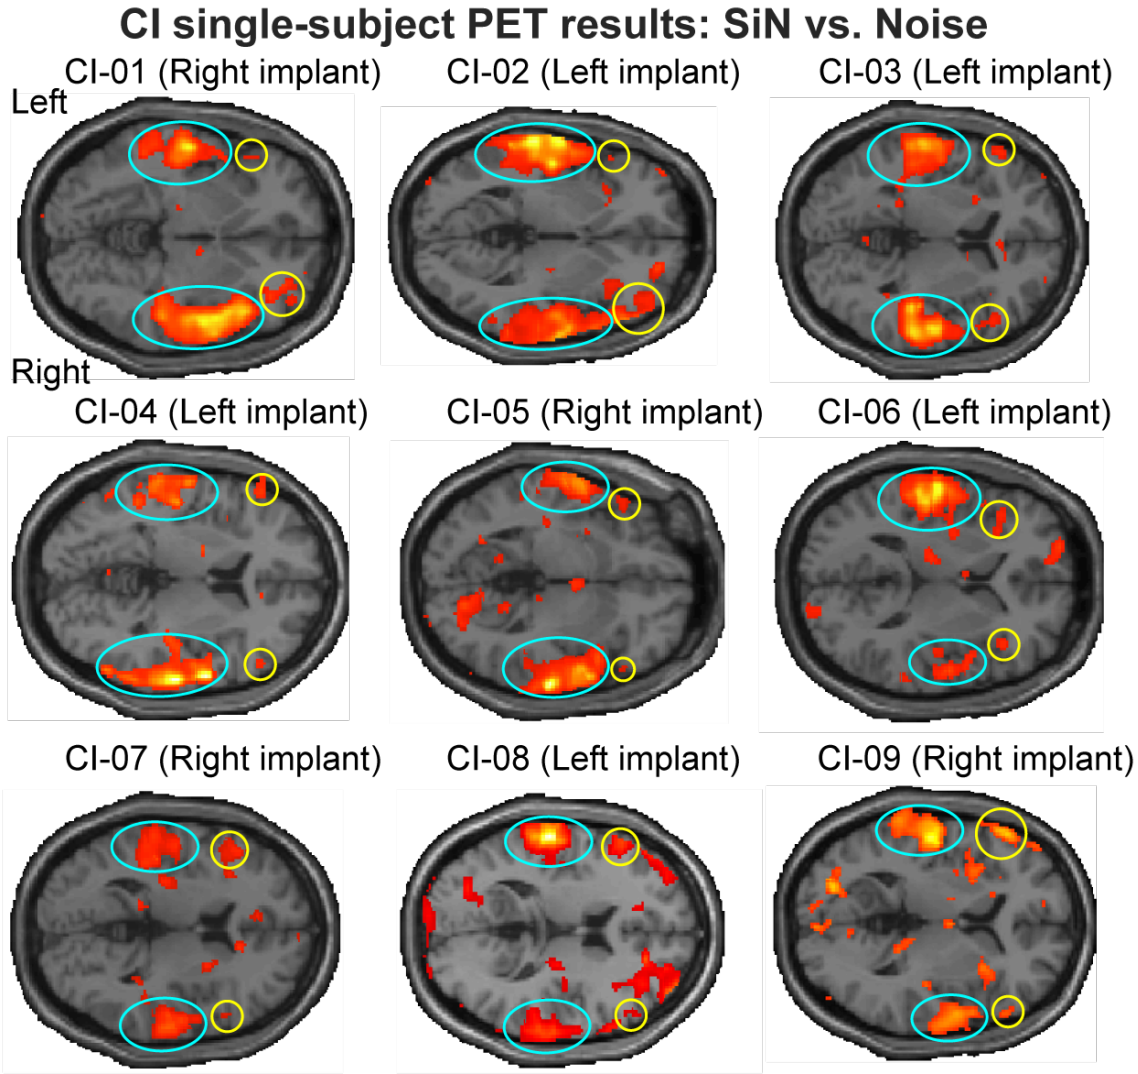 CI single-subject PET results: SiN vs. Noise
CI-01 (Right implant)
CI-02 (Left implant)
CI-03 (Left implant)
Left
Right
CI-04 (Left implant)
CI-05 (Right implant)
CI-06 (Left implant)
CI-07 (Right implant)
CI-08 (Left implant)
CI-09 (Right implant)